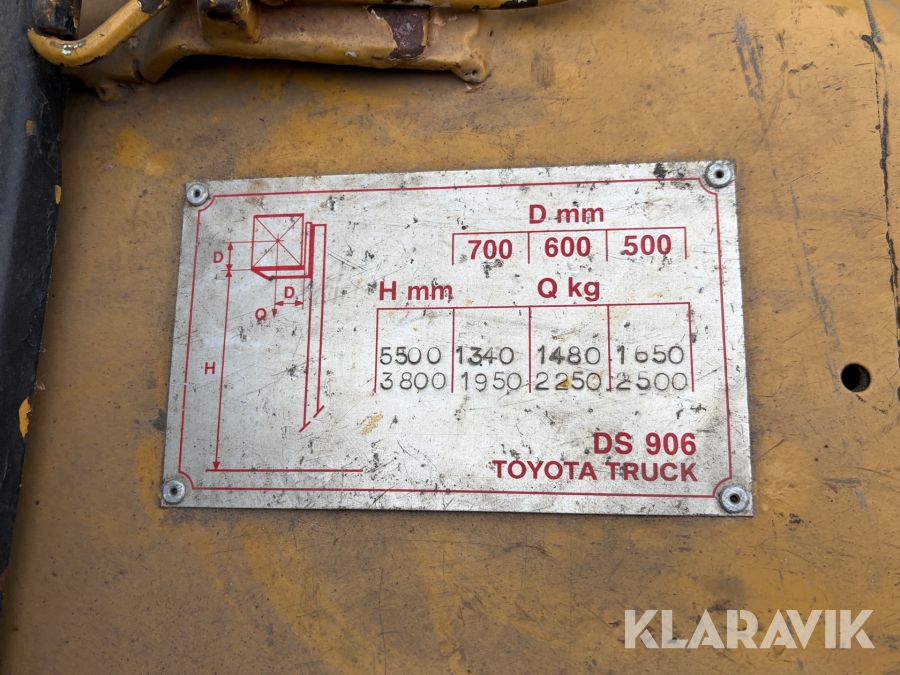 D mm
700 600 500
H mm Q kg
5500 1340 1480 1650
3800 1950 2250 2500
D
D
Q
H
DS 906
TOYOTA TRUCK
KLARAVIK